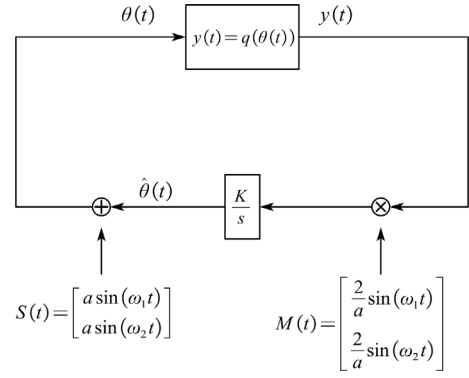 θ(t)
y(t) = q(θ(t))
y(t)
θ̂(t)
K
s
S(t) = [ a sin(ω₁t)
a sin(ω₂t) ]
M(t) = [ 2/a sin(ω₁t)
2/a sin(ω₂t) ]